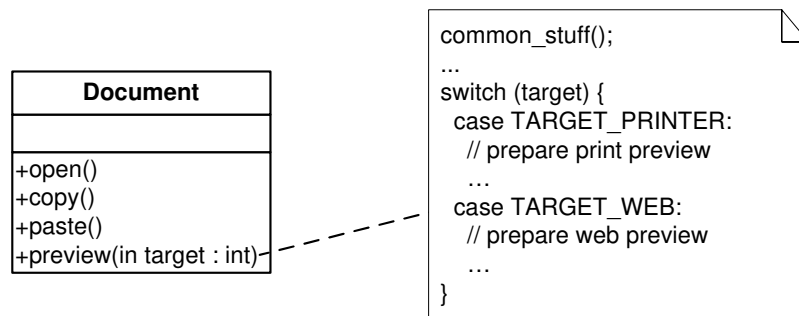 Document
+open()
+copy()
+paste()
+preview(in target : int)
common_stuff();
...
switch (target) {
case TARGET_PRINTER:
// prepare print preview
…
case TARGET_WEB:
// prepare web preview
…
}